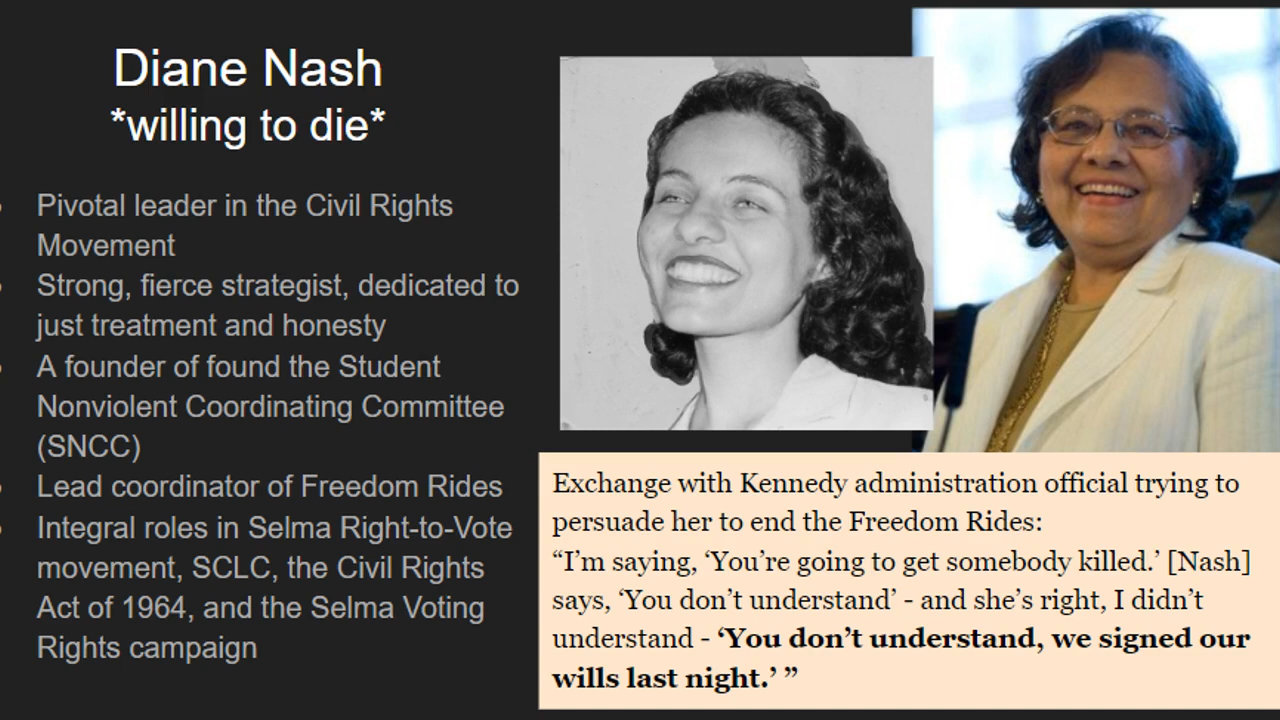 Diane Nash
*willing to die*
Pivotal leader in the Civil Rights
Movement
Strong, fierce strategist, dedicated to
just treatment and honesty
A founder of found the Student
Nonviolent Coordinating Committee
(SNCC)
Lead coordinator of Freedom Rides
Integral roles in Selma Right-to-Vote
movement, SCLC, the Civil Rights
Act of 1964, and the Selma Voting
Rights campaign
Exchange with Kennedy administration official trying to
persuade her to end the Freedom Rides:
“I’m saying, ‘You’re going to get somebody killed.’ [Nash]
says, ‘You don’t understand’ - and she’s right, I didn’t
understand - ‘You don’t understand, we signed our
wills last night.’ ”